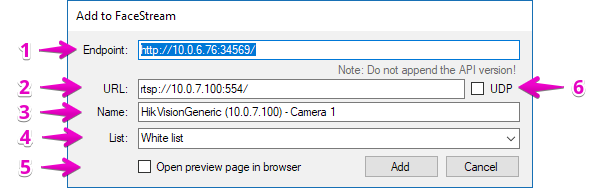 Add to FaceStream
1 Endpoint: http://10.0.6.76:34569/
Note: Do not append the API version!
2 URL: rtsp://10.0.7.100:554/ UDP 6
3 Name: HikVisionGeneric (10.0.7.100) - Camera 1
4 List: White list
5 Open preview page in browser Add Cancel